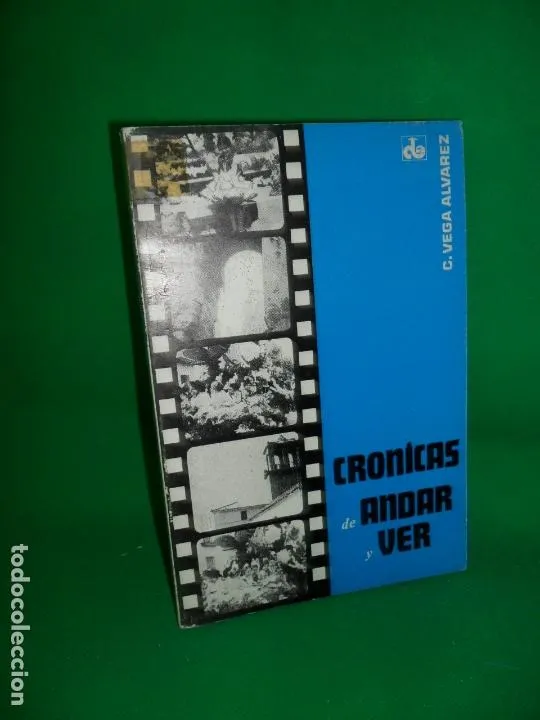 C. VEGA ALVAREZ
CRONICAS
de ANDAR
y VER
todocoleccion